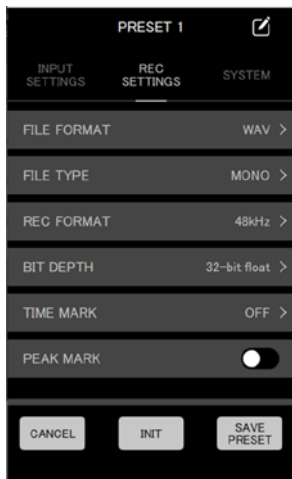 PRESET 1
INPUT
SETTINGS
REC
SETTINGS
SYSTEM
FILE FORMAT WAV >
FILE TYPE MONO >
REC FORMAT 48kHz >
BIT DEPTH 32-bit float >
TIME MARK OFF >
PEAK MARK
CANCEL
INIT
SAVE
PRESET